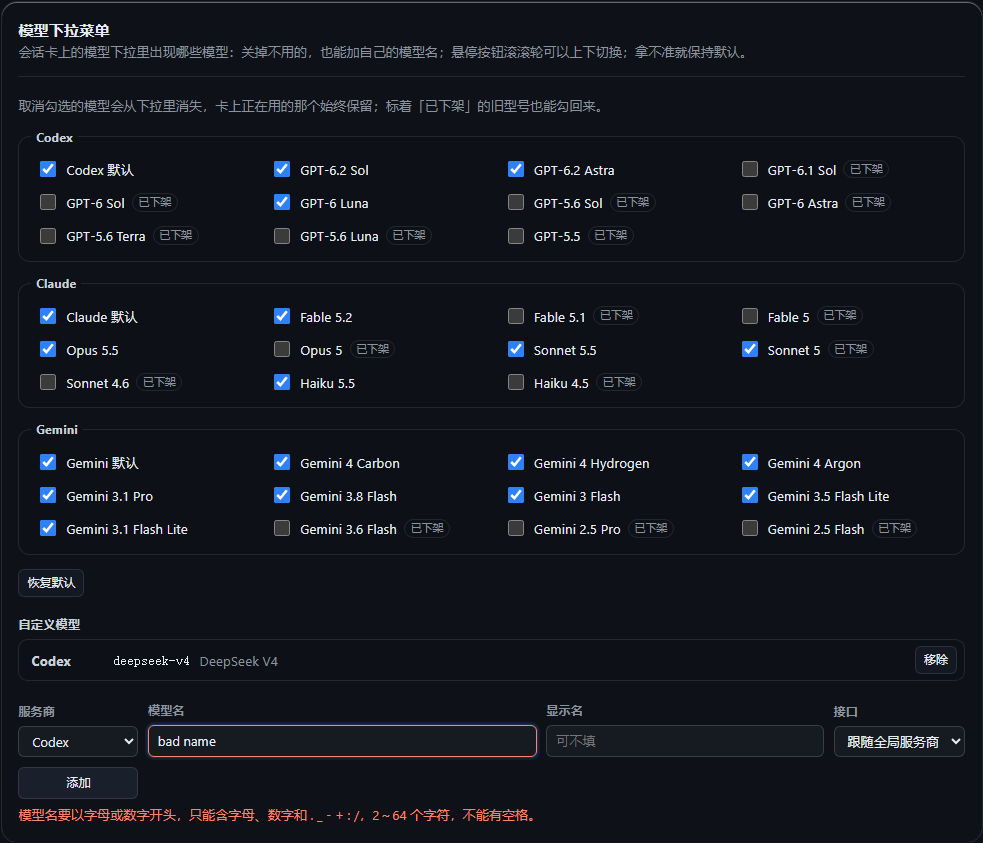 模型下拉菜单
会话卡上的模型下拉里出现哪些模型：关掉不用的，也能加自己的模型名；悬停按钮滚滚轮可以上下切换；拿不准就保持默认。
取消勾选的模型会从下拉里消失，卡上正在用的那个始终保留；标着「已下架」的旧型号也能勾回来。
Codex
Codex 默认 GPT-6.2 Sol GPT-6.2 Astra GPT-6.1 Sol 已下架
GPT-6 Sol 已下架 GPT-6 Luna GPT-5.6 Sol 已下架 GPT-6 Astra 已下架
GPT-5.6 Terra 已下架 GPT-5.6 Luna 已下架 GPT-5.5 已下架
Claude
Claude 默认 Fable 5.2 Fable 5.1 已下架 Fable 5 已下架
Opus 5.5 Opus 5 已下架 Sonnet 5.5 Sonnet 5 已下架
Sonnet 4.6 已下架 Haiku 5.5 Haiku 4.5 已下架
Gemini
Gemini 默认 Gemini 4 Carbon Gemini 4 Hydrogen Gemini 4 Argon
Gemini 3.1 Pro Gemini 3.8 Flash Gemini 3 Flash Gemini 3.5 Flash Lite
Gemini 3.1 Flash Lite Gemini 3.6 Flash 已下架 Gemini 2.5 Pro 已下架 Gemini 2.5 Flash 已下架
恢复默认
自定义模型
Codex deepseek-v4 DeepSeek V4 移除
服务商 模型名 显示名 接口
Codex bad name 可不填 跟随全局服务商
添加
模型名要以字母或数字开头，只能含字母、数字和 . _ - + : /，2～64 个字符，不能有空格。